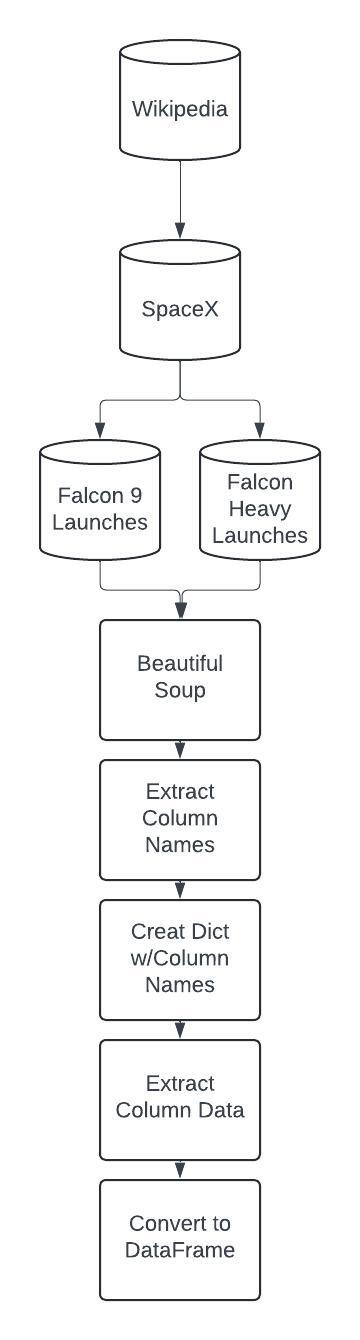 Wikipedia
SpaceX
Falcon 9
Launches
Falcon
Heavy
Launches
Beautiful
Soup
Extract
Column
Names
Creat Dict
w/Column
Names
Extract
Column Data
Convert to
DataFrame